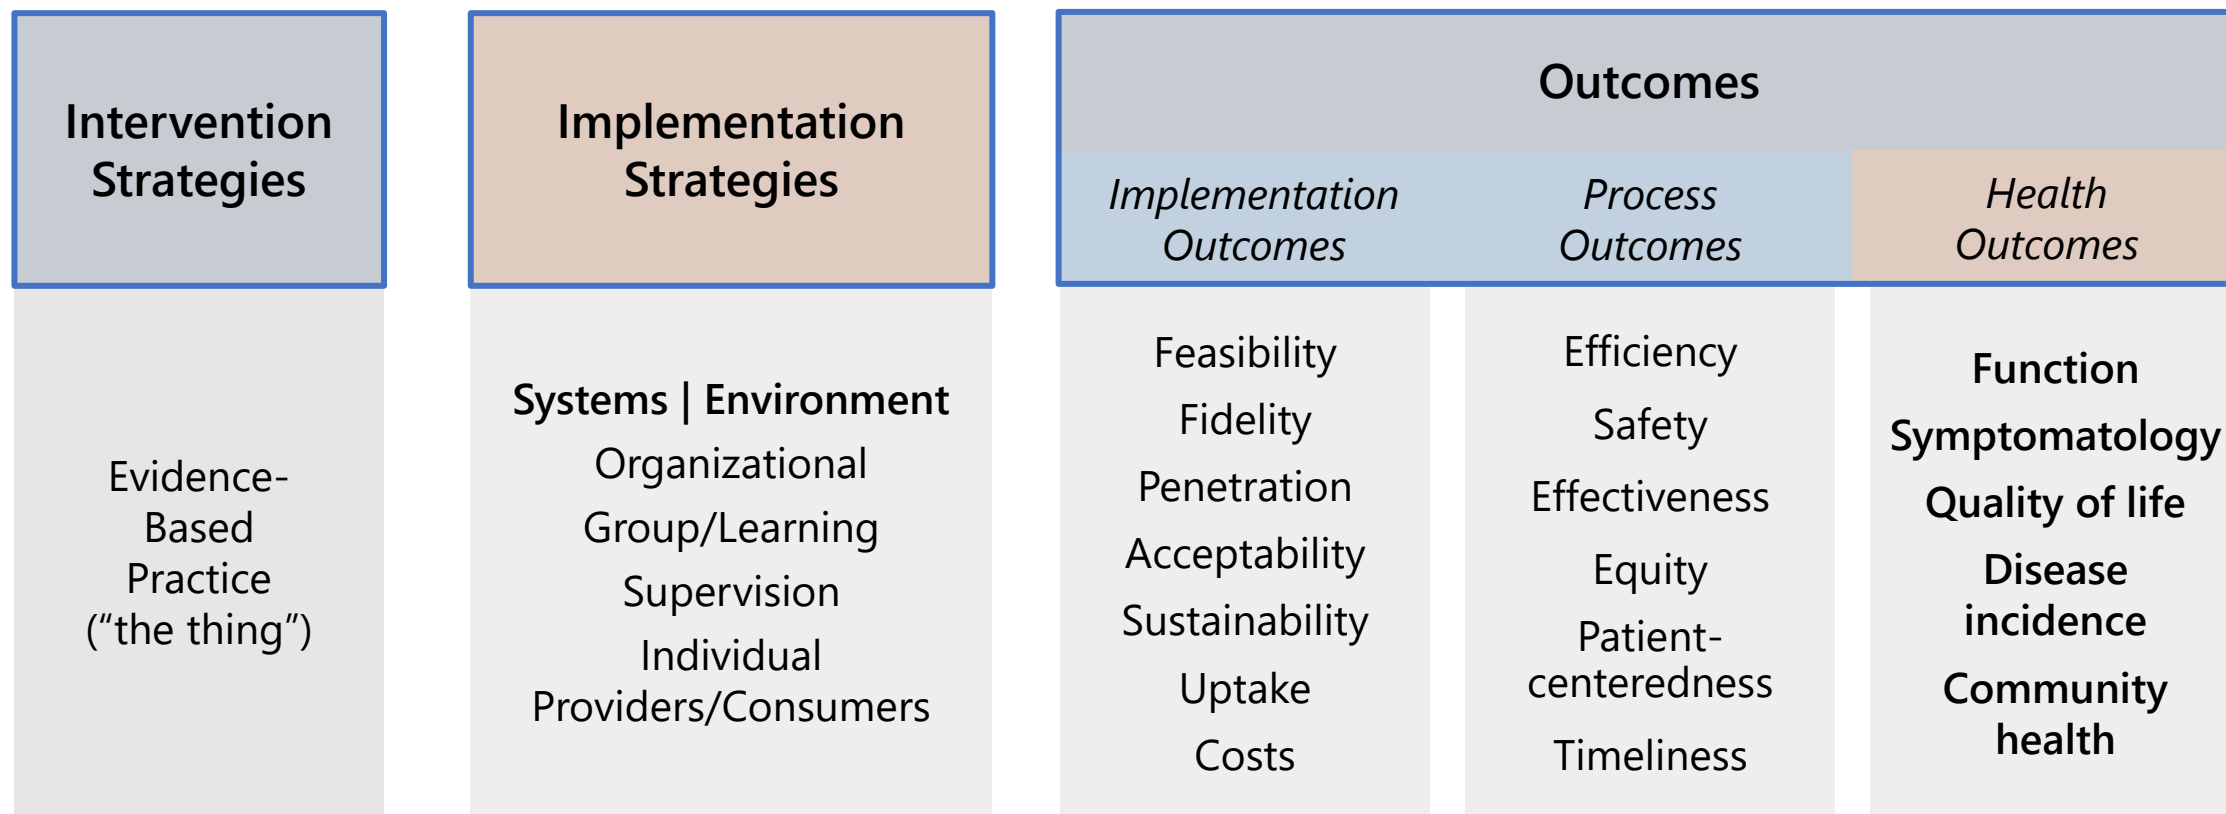 Intervention
Strategies
Evidence-
Based
Practice
(“the thing”)
Implementation
Strategies
Systems | Environment
Organizational
Group/Learning
Supervision
Individual
Providers/Consumers
Outcomes
Implementation
Outcomes
Feasibility
Fidelity
Penetration
Acceptability
Sustainability
Uptake
Costs
Process
Outcomes
Efficiency
Safety
Effectiveness
Equity
Patient-
centeredness
Timeliness
Health
Outcomes
Function
Symptomatology
Quality of life
Disease
incidence
Community
health